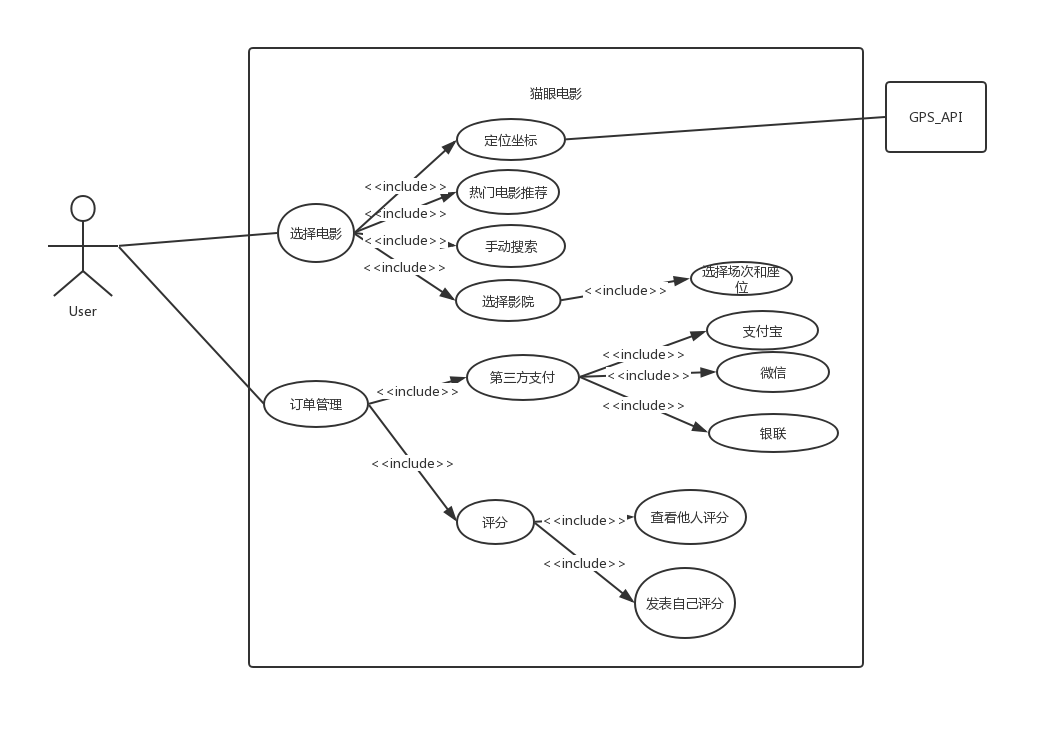 猫眼电影
GPS_API
定位坐标
<<include>>
热门电影推荐
<<include>>
选择电影
<<include>>
手动搜索
<<include>>
选择影院
<<include>>
选择场次和座
位
User
支付宝
<<include>>
第三方支付
<<include>>
微信
<<include>>
订单管理
<<include>>
银联
<<include>>
评分
<<include>>
查看他人评分
<<include>>
发表自己评分